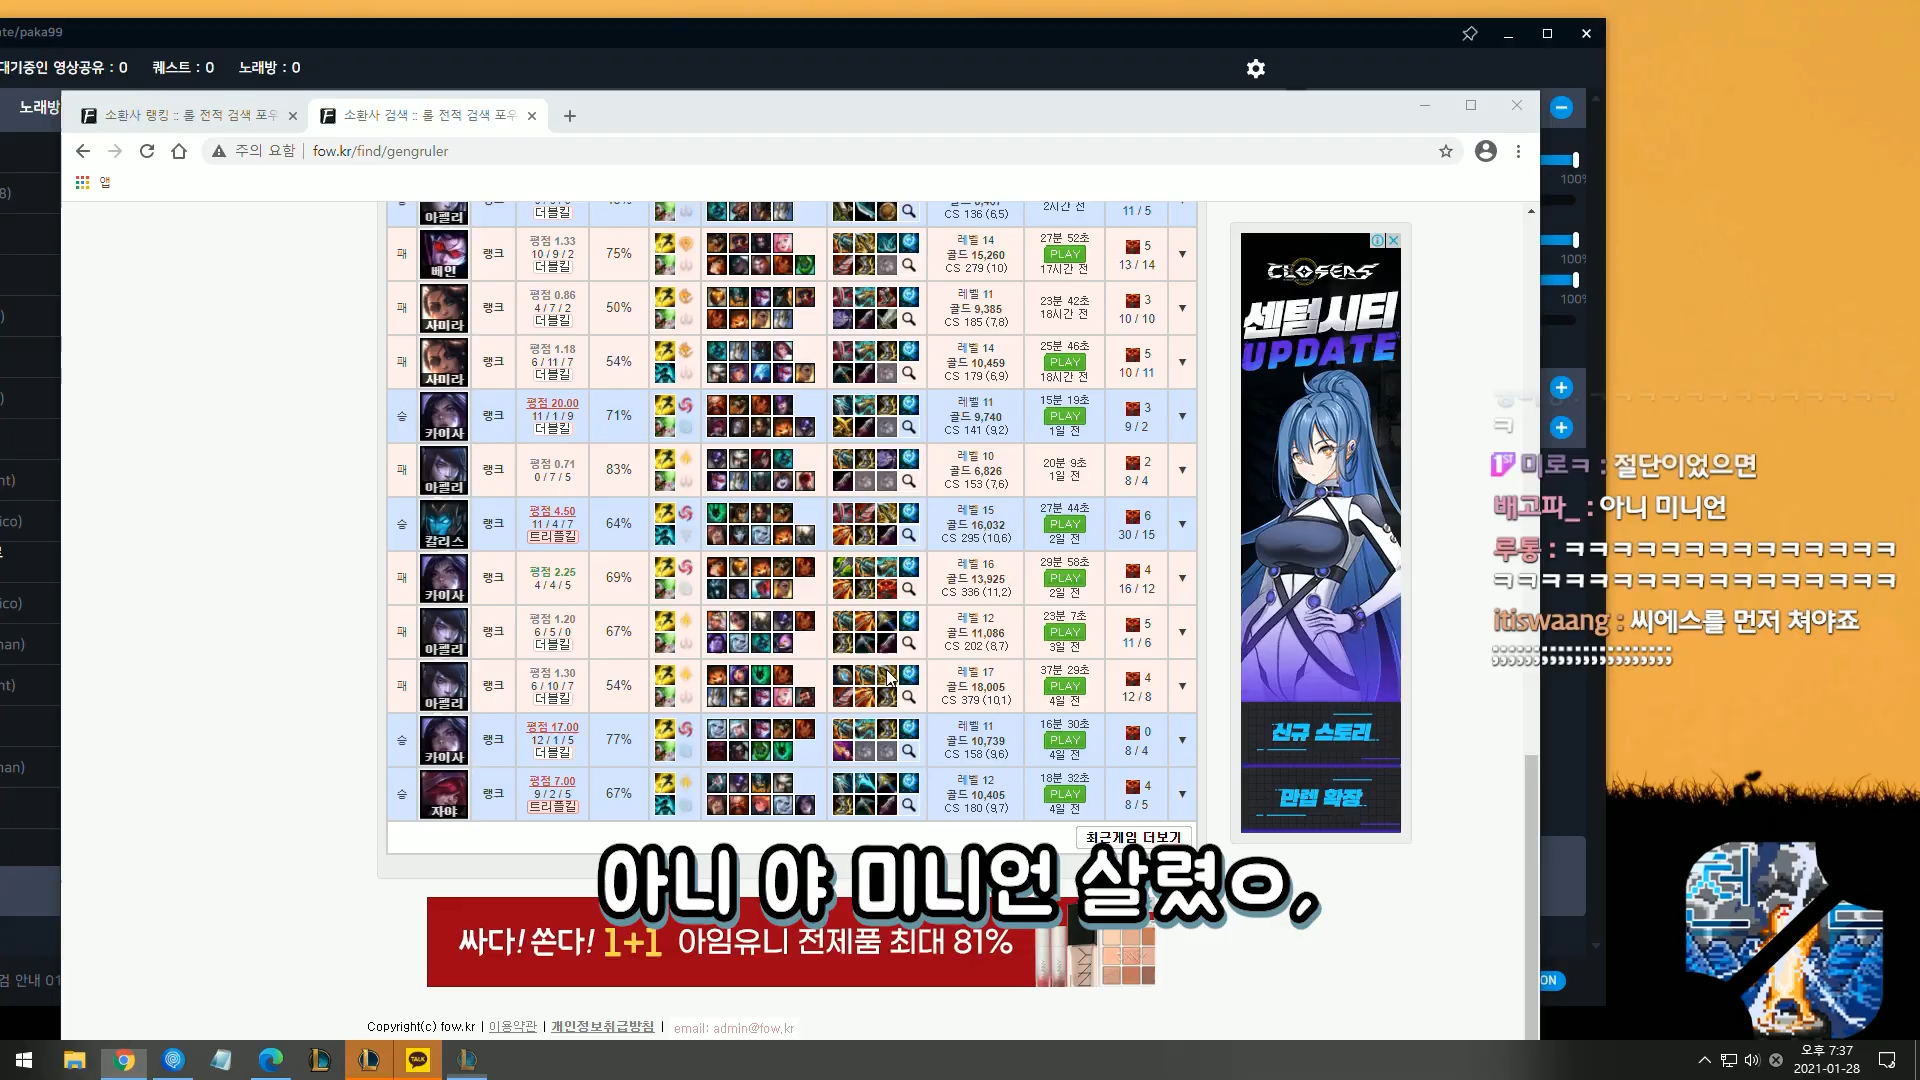 ate/paka99
대기중인 영상공유 : 0 퀘스트 : 0 노래방 : 0
노래방
소환사 랭킹 :: 롤 전적 검색 포우
소환사 검색 :: 롤 전적 검색 포우
주의 요함 | fow.kr/find/gengruler
앱
아펠리 더블킬 CS 136 (6,5) 2시간 전 11 / 5
패 베인 랭크 평점 1.33 10 / 9 / 2 더블킬 75% 레벨 14 골드 15,260 CS 279 (10) 27분 52초 PLAY 17시간 전 5 13 / 14
패 사미라 랭크 평점 0.86 4 / 7 / 2 더블킬 50% 레벨 11 골드 9,385 CS 185 (7,8) 23분 42초 18시간 전 3 10 / 10
패 사미라 랭크 평점 1.18 6 / 11 / 7 더블킬 54% 레벨 14 골드 10,459 CS 179 (6,9) 25분 46초 PLAY 18시간 전 5 10 / 11
승 카이사 랭크 평점 20.00 11 / 1 / 9 더블킬 71% 레벨 11 골드 9,740 CS 141 (9,2) 15분 19초 PLAY 1일 전 3 9 / 2
패 아펠리 랭크 평점 0.71 0 / 7 / 5 83% 레벨 10 골드 6,826 CS 153 (7,6) 20분 9초 1일 전 2 8 / 4
승 칼리스 랭크 평점 4.50 11 / 4 / 7 트리플킬 64% 레벨 15 골드 16,032 CS 295 (10,6) 27분 44초 PLAY 2일 전 6 30 / 15
패 카이사 랭크 평점 2.25 4 / 4 / 5 69% 레벨 16 골드 13,925 CS 336 (11,2) 29분 58초 PLAY 2일 전 4 16 / 12
패 아펠리 랭크 평점 1.20 6 / 5 / 0 더블킬 67% 레벨 12 골드 11,086 CS 202 (8,7) 23분 7초 PLAY 3일 전 5 11 / 6
패 아펠리 랭크 평점 1.30 6 / 10 / 7 더블킬 54% 레벨 17 골드 18,005 CS 379 (10,1) 37분 29초 PLAY 4일 전 4 12 / 8
승 카이사 랭크 평점 17.00 12 / 1 / 5 더블킬 77% 레벨 11 골드 10,739 CS 158 (9,6) 16분 30초 PLAY 4일 전 0 8 / 4
승 자야 랭크 평점 7.00 9 / 2 / 5 트리플킬 67% 레벨 12 골드 10,405 CS 180 (9,7) 18분 32초 PLAY 4일 전 4 8 / 5
최근게임 더보기
CLOSERS
센텀시티
UPDATE
신규 스토리
만렙 확장
100%
100%
100%
ㅋ
미로ㅋ : 절단이었으면
배고파_ : 아니 미니언
루통 : ㅋㅋㅋㅋㅋㅋㅋㅋㅋㅋㅋㅋㅋㅋ
ㅋㅋㅋㅋㅋㅋㅋㅋㅋㅋㅋㅋㅋㅋㅋㅋㅋ
itiswaang : 씨에스를 먼저 쳐야죠
;;;;;;;;;;;;;;;;;;;;;;
아니 야 미니언 살렸ㅇ,
싸다! 쏜다! 1+1 아임유니 전제품 최대 81%
Copyright(c) fow.kr | 이용약관 | 개인정보취급방침 | email: admin@fow.kr
검 안내 01
ON
TALK
오후 7:37
2021-01-28